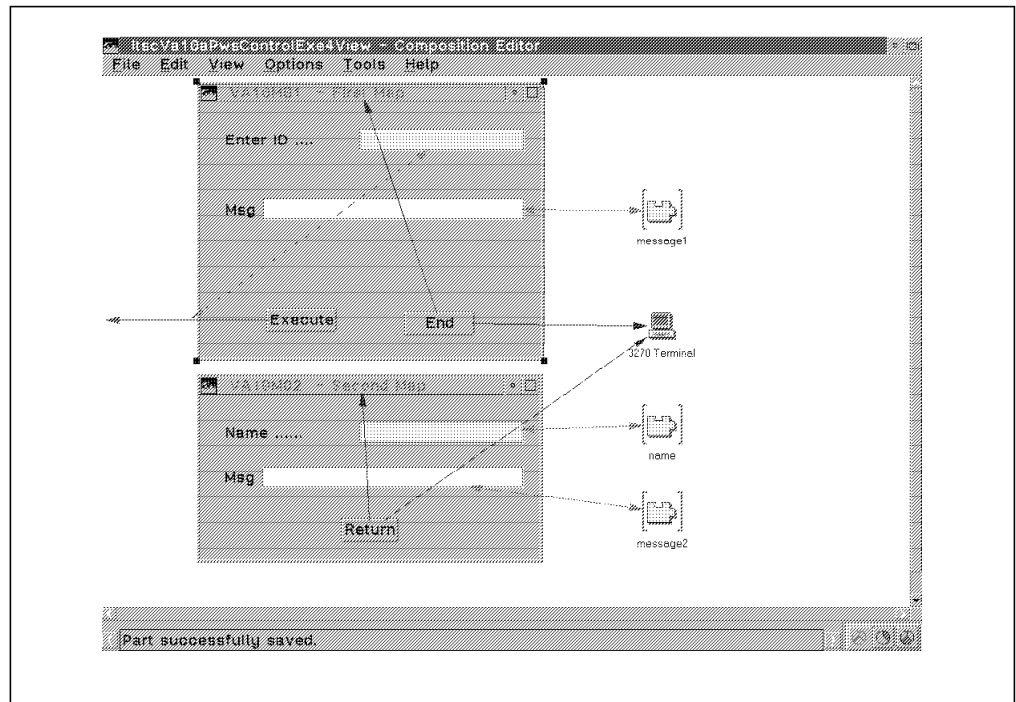 ItscVa10aPwsControlExe4View - Composition Editor
File Edit View Options Tools Help
VA10M01 - First Map
Enter ID ....
Msg
message1
Execute
End
3270 Terminal
VA10M02 - Second Map
Name ......
name
Msg
Return
message2
Part successfully saved.